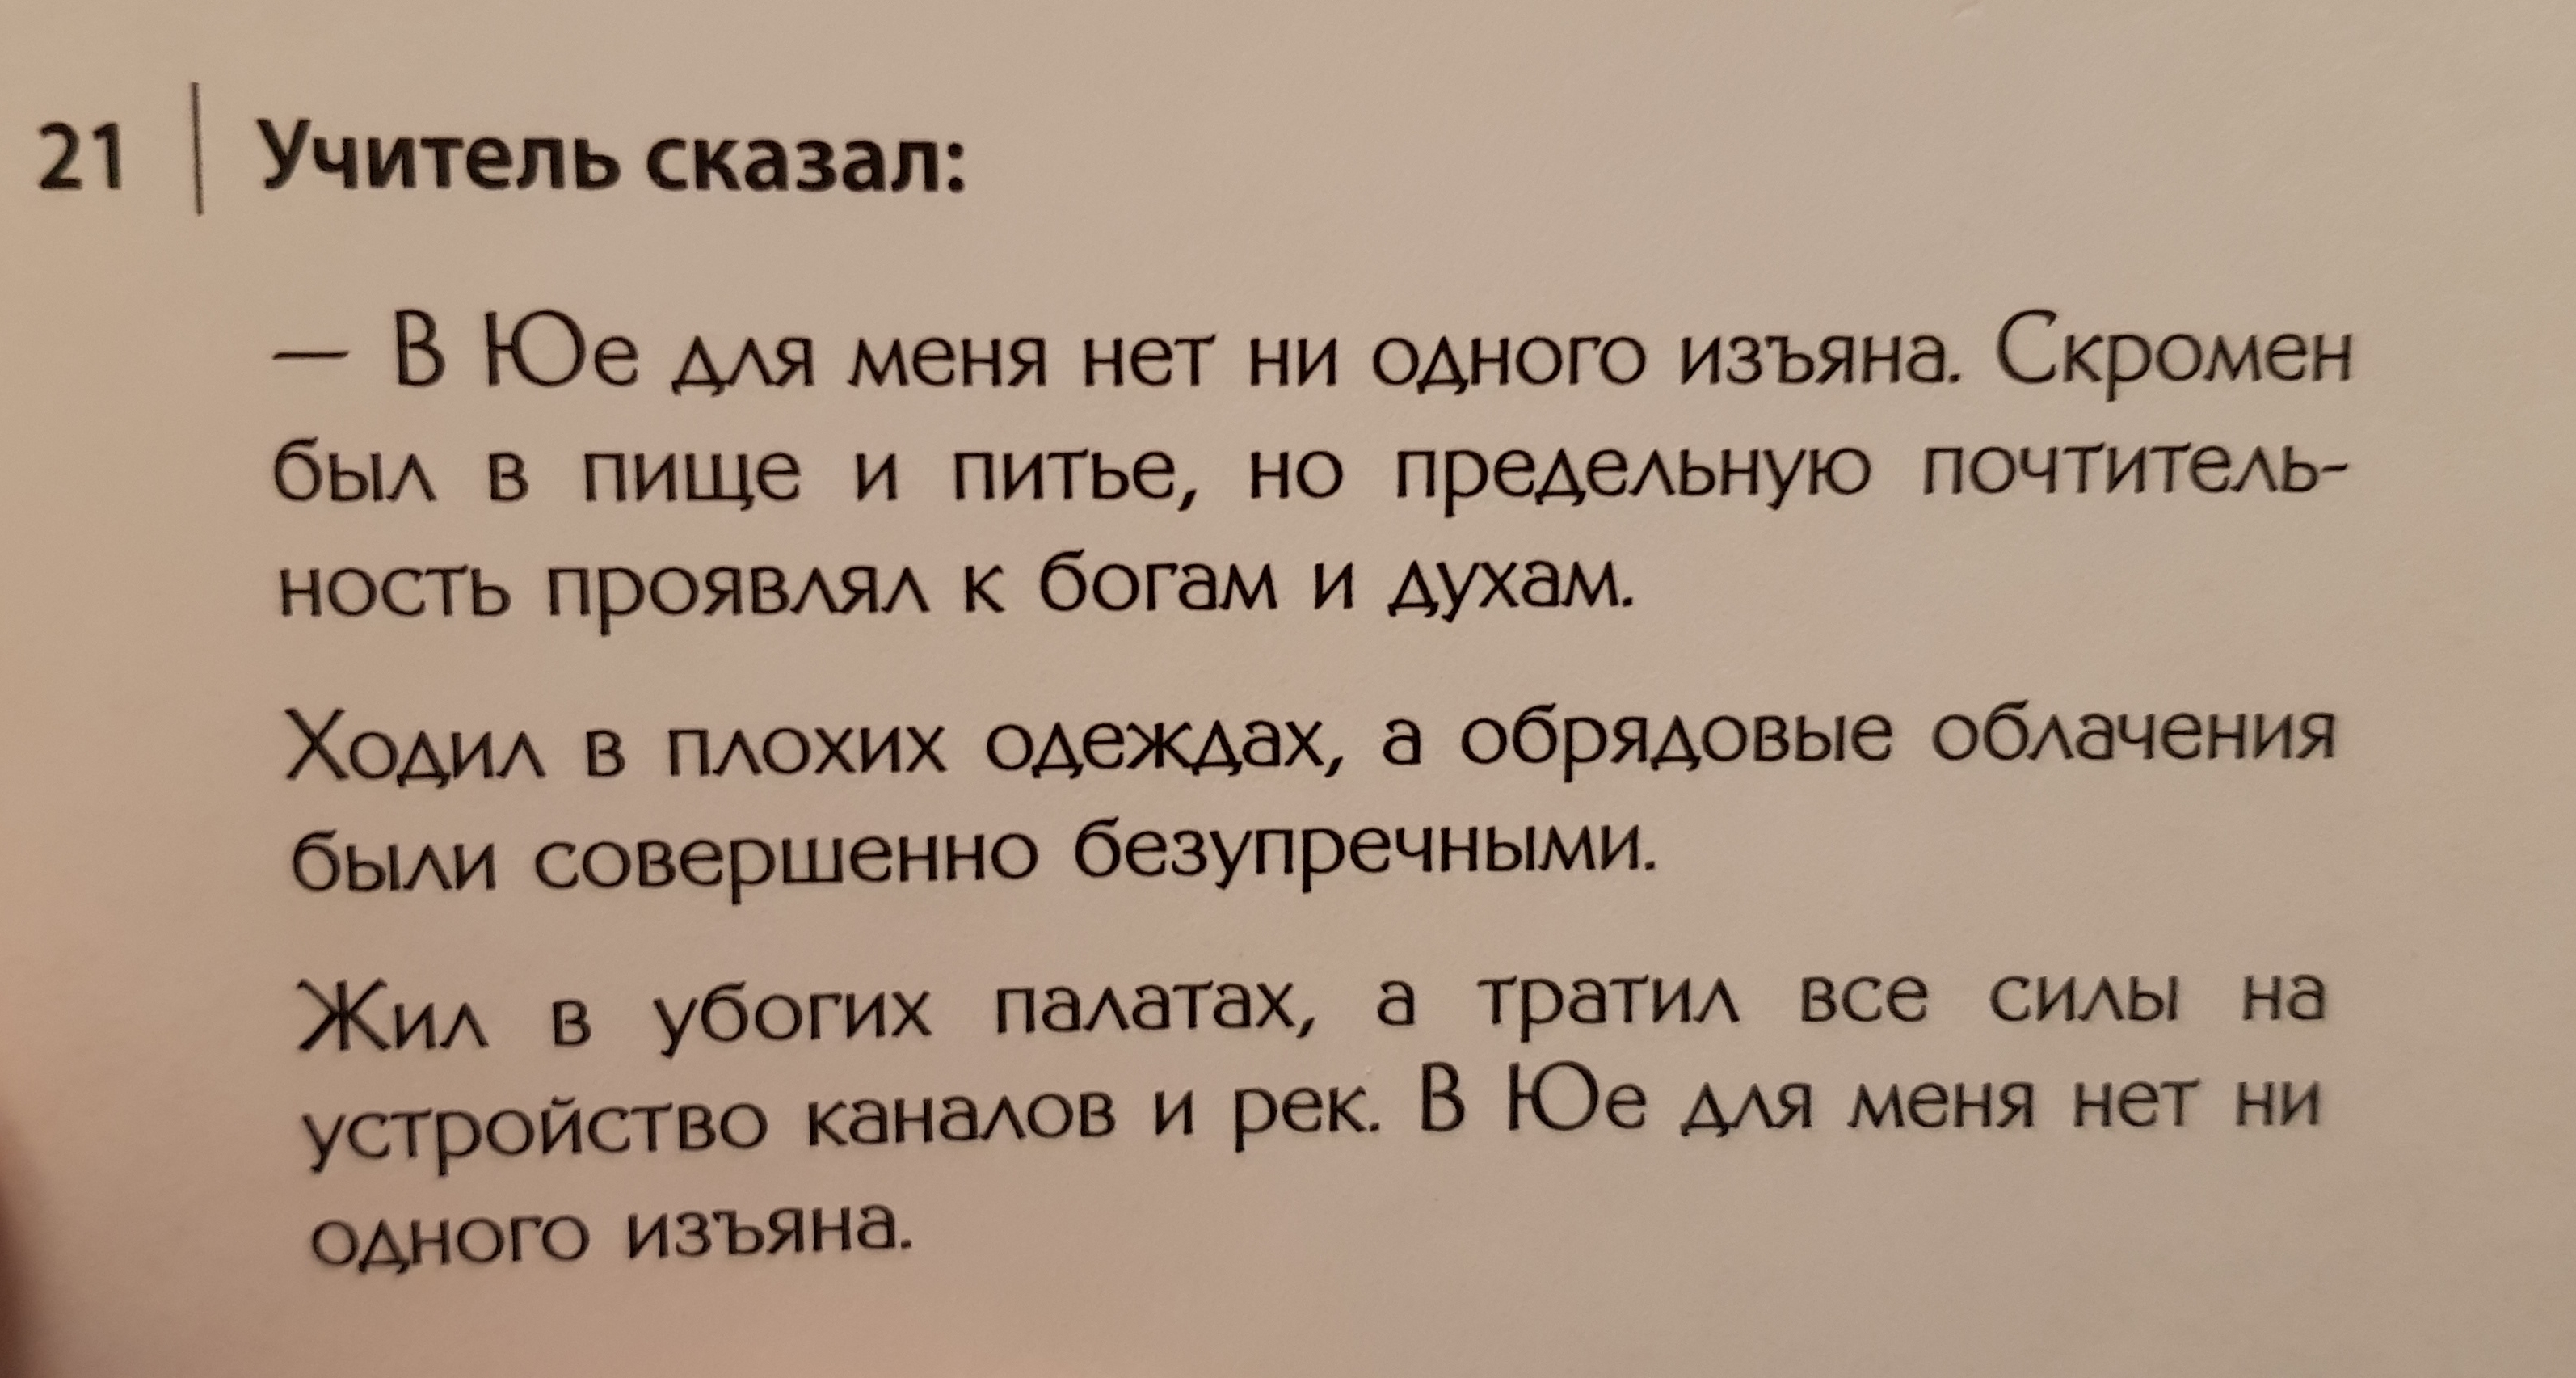 21 | Учитель сказал:
— В Юе для меня нет ни одного изъяна. Скромен
был в пище и питье, но предельную почтитель-
ность проявлял к богам и духам.
Ходил в плохих одеждах, а обрядовые облачения
были совершенно безупречными.
Жил в убогих палатах, а тратил все силы на
устройство каналов и рек. В Юе для меня нет ни
одного изъяна.